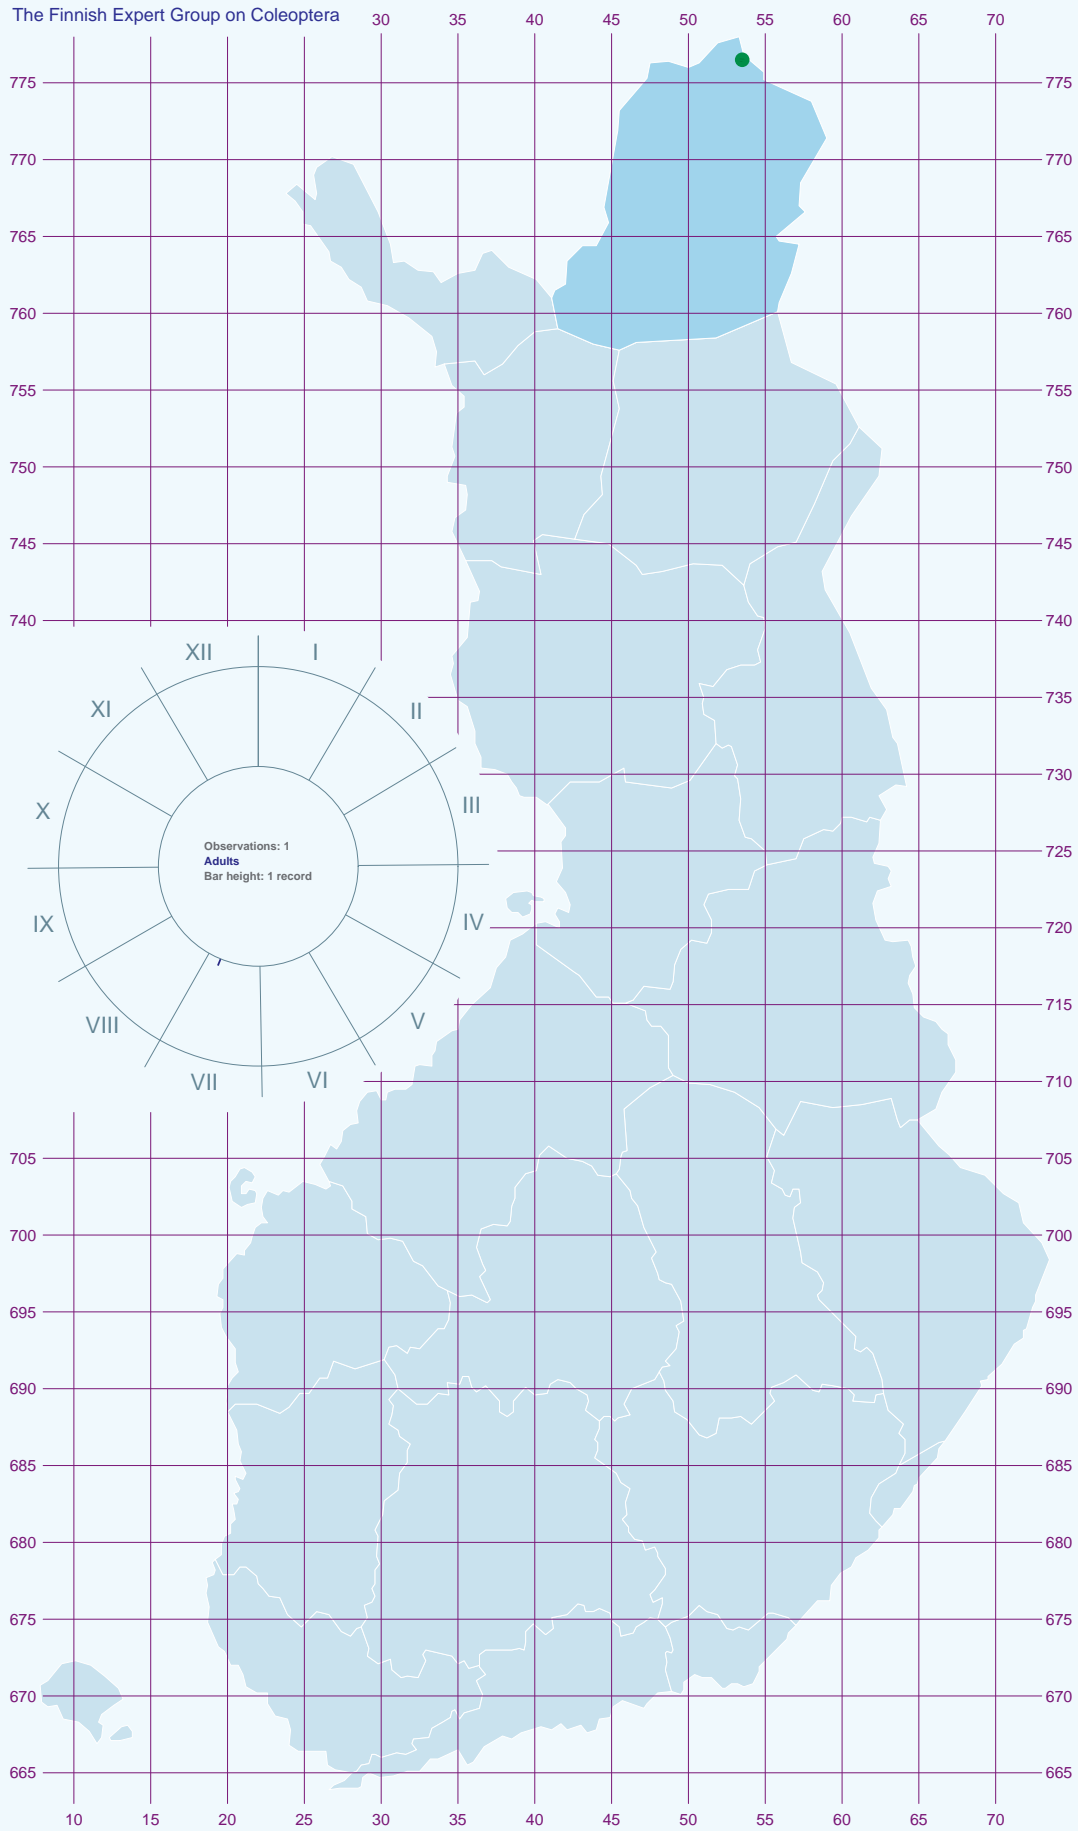 The Finnish Expert Group on Coleoptera
30 40 45 50 55 60 65 70
775 775
770 770
765 765
760 760
755 755
750 750
745 745
740 740
XII I
XI II
735
730
X III
Observations: 1
Adults
Bar height: 1 record
725
IX IV
720
VIII V
715
VII VI
710
705 705
700 700
695 695
690 690
685 685
680 680
675 675
670 670
665 665
10 15 20 25 30 35 40 45 50 55 60 65 70